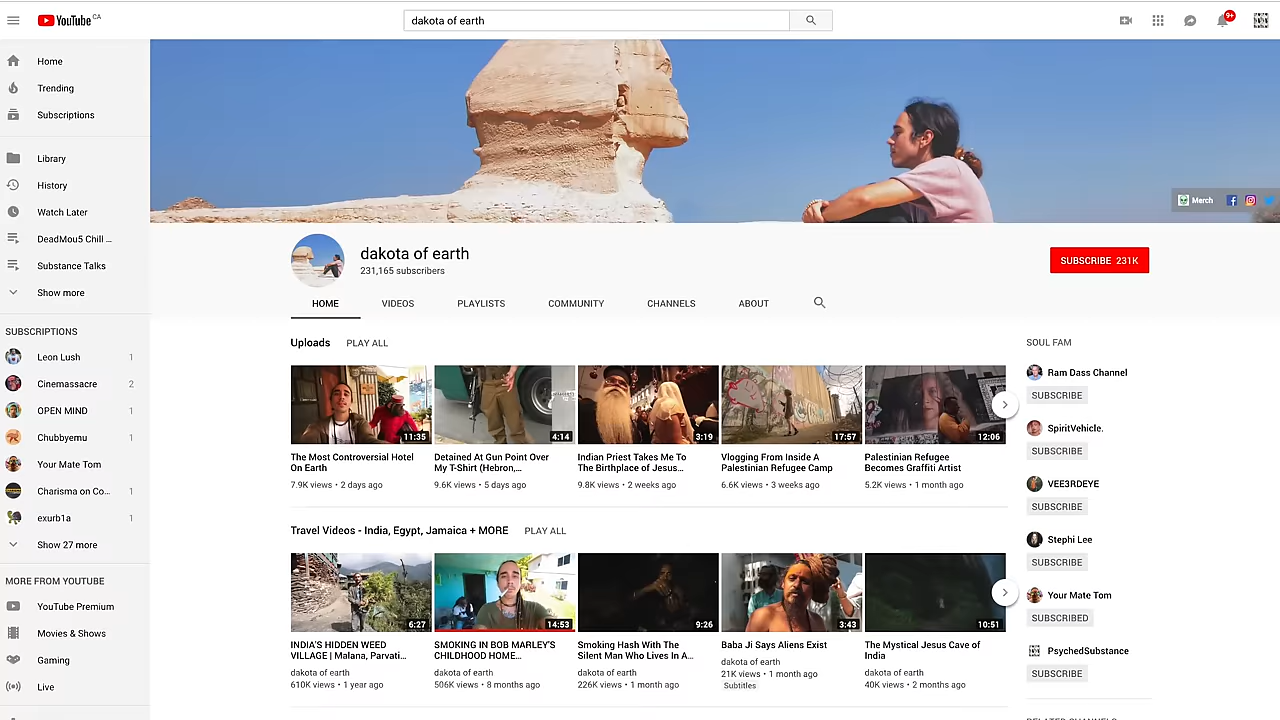 YouTube CA
dakota of earth
9+
Home
Trending
Subscriptions
Library
History
Watch Later
DeadMou5 Chill ...
Substance Talks
Show more
SUBSCRIPTIONS
Leon Lush 1
Cinemassacre 2
OPEN MIND 1
Chubbyemu 1
Your Mate Tom
Charisma on Co... 1
exurb1a 1
Show 27 more
MORE FROM YOUTUBE
YouTube Premium
Movies & Shows
Gaming
Live
Merch
dakota of earth
231,165 subscribers
SUBSCRIBE 231K
HOME VIDEOS PLAYLISTS COMMUNITY CHANNELS ABOUT
Uploads PLAY ALL
11:35
The Most Controversial Hotel
On Earth
7.9K views • 2 days ago
4:14
Detained At Gun Point Over
My T-Shirt (Hebron,...
9.6K views • 5 days ago
3:19
Indian Priest Takes Me To
The Birthplace of Jesus...
9.8K views • 2 weeks ago
17:57
Vlogging From Inside A
Palestinian Refugee Camp
6.6K views • 3 weeks ago
12:06
Palestinian Refugee
Becomes Graffiti Artist
5.2K views • 1 month ago
Travel Videos - India, Egypt, Jamaica + MORE PLAY ALL
6:27
INDIA'S HIDDEN WEED
VILLAGE | Malana, Parvati...
dakota of earth
610K views • 1 year ago
14:53
SMOKING IN BOB MARLEY'S
CHILDHOOD HOME...
dakota of earth
506K views • 8 months ago
9:26
Smoking Hash With The
Silent Man Who Lives In A...
dakota of earth
226K views • 1 month ago
3:43
Baba Ji Says Aliens Exist
dakota of earth
21K views • 1 month ago
Subtitles
10:51
The Mystical Jesus Cave of
India
dakota of earth
40K views • 2 months ago
SOUL FAM
Ram Dass Channel
SUBSCRIBE
SpiritVehicle.
SUBSCRIBE
VEE3RDEYE
SUBSCRIBE
Stephi Lee
SUBSCRIBE
Your Mate Tom
SUBSCRIBED
PsychedSubstance
SUBSCRIBE
RELATED CHANNELS